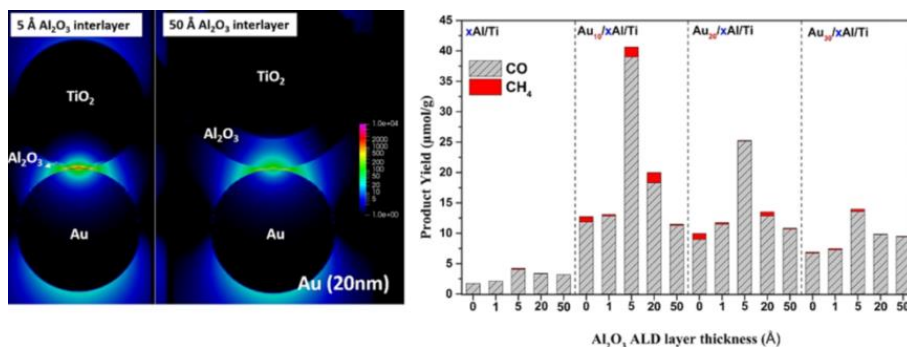 5 Å Al₂O₃ interlayer
50 Å Al₂O₃ interlayer
TiO₂
TiO₂
Al₂O₃
Al₂O₃
Au
Au
Au (20nm)
1.0e+04
2000
1000
500
200
100
50
20
10
5
1.0e+00
Product Yield (μmol/g)
45
40
35
30
25
20
15
10
5
0
xAl/Ti
Au₁₀/xAl/Ti
Au₂₀/xAl/Ti
Au₃₀/xAl/Ti
CO
CH₄
0 1 5 20 50 0 1 5 20 50 0 1 5 20 50 0 1 5 20 50
Al₂O₃ ALD layer thickness (Å)